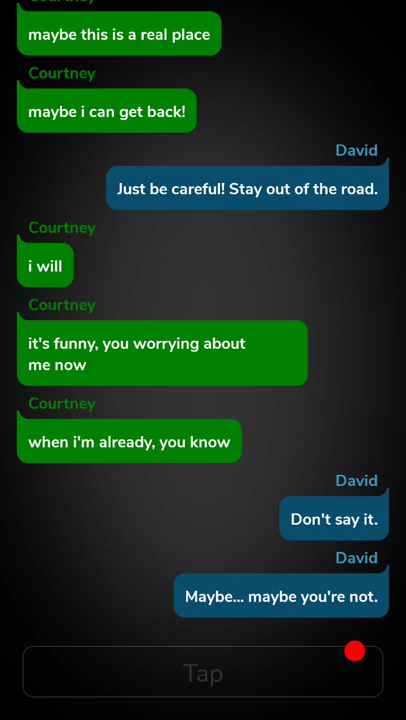 Courtney
maybe this is a real place
Courtney
maybe i can get back!
David
Just be careful! Stay out of the road.
Courtney
i will
Courtney
it's funny, you worrying about
me now
Courtney
when i'm already, you know
David
Don't say it.
David
Maybe... maybe you're not.
Tap